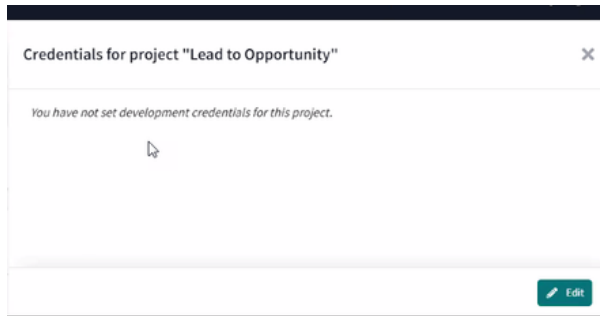 Credentials for project "Lead to Opportunity"
You have not set development credentials for this project.
Edit